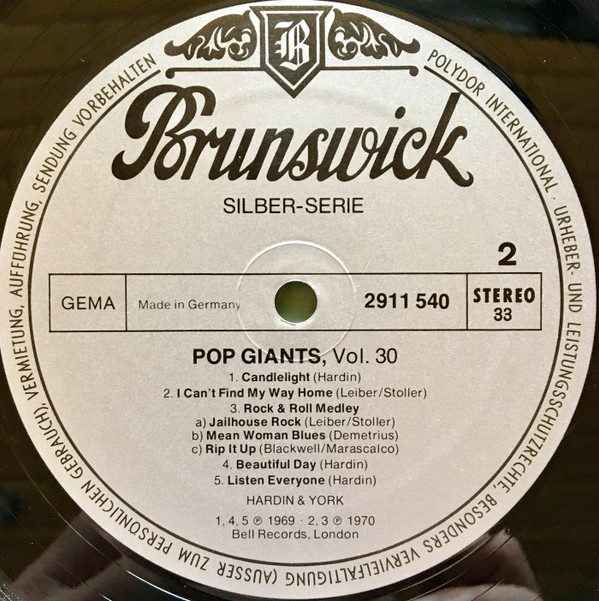 B
Brunswick
SILBER-SERIE
2
GEMA
Made in Germany
2911 540
STEREO
33
POP GIANTS, Vol. 30
1. Candlelight (Hardin)
2. I Can't Find My Way Home (Leiber/Stoller)
3. Rock & Roll Medley
a) Jailhouse Rock (Leiber/Stoller)
b) Mean Woman Blues (Demetrius)
c) Rip It Up (Blackwell/Marascalco)
4. Beautiful Day (Hardin)
5. Listen Everyone (Hardin)
HARDIN & YORK
1, 4, 5 ℗ 1969 · 2, 3 ℗ 1970
Bell Records, London
POLYDOR INTERNATIONAL · URHEBER- UND LEISTUNGSSCHUTZRECHTE, BESONDERS VERVIELFÄLTIGUNG (AUSSER ZUM PERSÖNLICHEN GEBRAUCH), VERMIETUNG, AUFFÜHRUNG, SENDUNG VORBEHALTEN